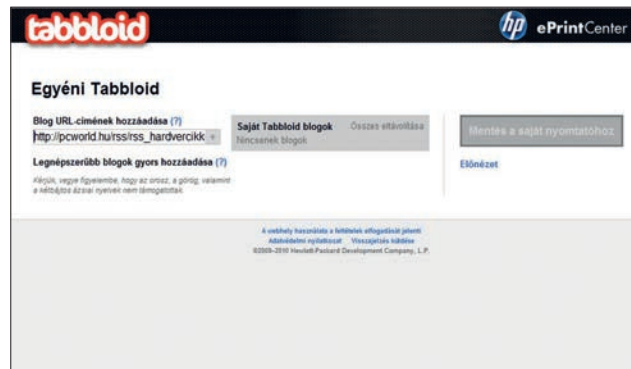 tabbloid
hp ePrintCenter
Egyéni Tabbloid
Blog URL-címének hozzáadása (?)
http://pcworld.hu/rss/rss_hardvercikk
Saját Tabbloid blogok Összes eltávolítása
Nincsenek blogok
Mentés a saját nyomtatóhoz
Legnépszerűbb blogok gyors hozzáadása (?)
Előnézet
Kérjük, vegye figyelembe, hogy az orosz, a görög, valamint
a kétbájtos ázsiai nyelvek nem támogatottak.
A webhely használata a feltételek elfogadását jelenti
Adatvédelmi nyilatkozat Visszajelzés küldése
©2009-2010 Hewlett-Packard Development Company, L.P.